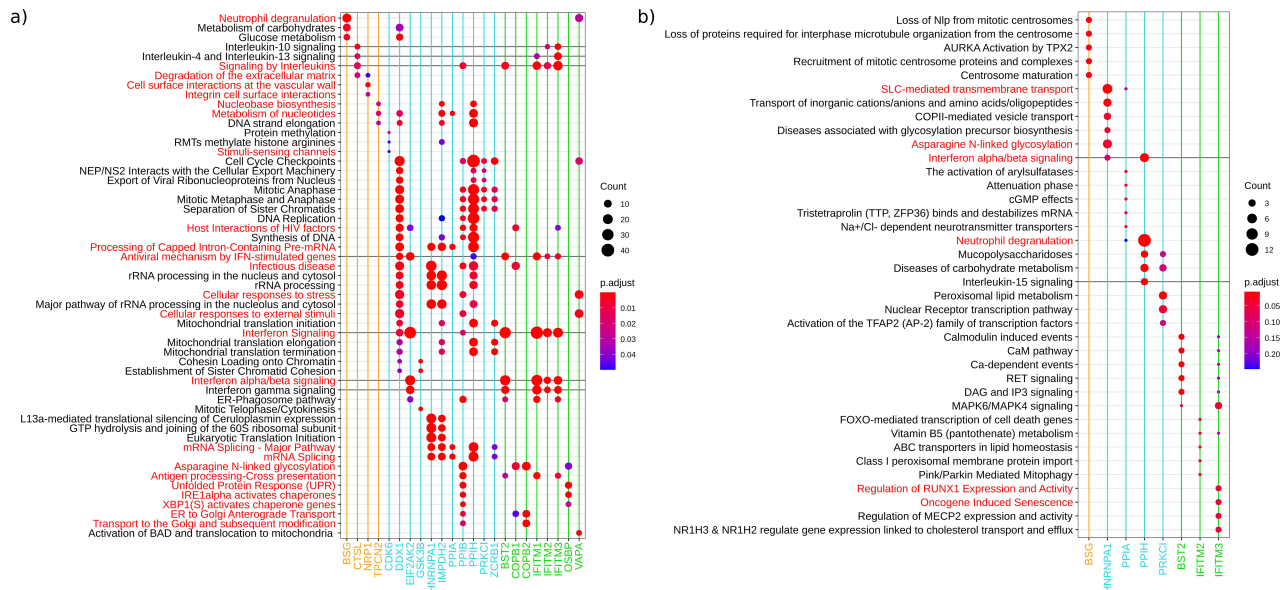 a)
Neutrophil degranulation
Metabolism of carbohydrates
Glucose metabolism
Interleukin-10 signaling
Interleukin-4 and Interleukin-13 signaling
Signaling by Interleukins
Degradation of the extracellular matrix
Cell surface interactions at the vascular wall
Integrin cell surface interactions
Nucleobase biosynthesis
Metabolism of nucleotides
DNA strand elongation
Protein methylation
RMTs methylate histone arginines
Stimuli-sensing channels
Cell Cycle Checkpoints
NEP/NS2 Interacts with the Cellular Export Machinery
Export of Viral Ribonucleoproteins from Nucleus
Mitotic Anaphase
Mitotic Metaphase and Anaphase
Separation of Sister Chromatids
DNA Replication
Host Interactions of HIV factors
Synthesis of DNA
Processing of Capped Intron-Containing Pre-mRNA
Antiviral mechanism by IFN-stimulated genes
Infectious disease
rRNA processing in the nucleus and cytosol
rRNA processing
Cellular responses to stress
Major pathway of rRNA processing in the nucleolus and cytosol
Cellular responses to external stimuli
Mitochondrial translation initiation
Interferon Signaling
Mitochondrial translation elongation
Mitochondrial translation termination
Cohesin Loading onto Chromatin
Establishment of Sister Chromatid Cohesion
Interferon alpha/beta signaling
Interferon gamma signaling
ER-Phagosome pathway
Mitotic Telophase/Cytokinesis
L13a-mediated translational silencing of Ceruloplasmin expression
GTP hydrolysis and joining of the 60S ribosomal subunit
Eukaryotic Translation Initiation
mRNA Splicing - Major Pathway
mRNA Splicing
Asparagine N-linked glycosylation
Antigen processing-Cross presentation
Unfolded Protein Response (UPR)
IRE1alpha activates chaperones
XBP1(S) activates chaperone genes
ER to Golgi Anterograde Transport
Transport to the Golgi and subsequent modification
Activation of BAD and translocation to mitochondria
BSG
CTSL
NRP1
TPCN2
CDK6
DDX1
EIF2AK2
GSK3B
HNRNPA1
IMPDH2
PPIA
PPIB
PPIH
PRKCI
ZCRB1
BST2
COPB1
COPB2
IFITM1
IFITM2
IFITM3
OSBP
VAPA
Count
10
20
30
40
p.adjust
0.01
0.02
0.03
0.04
b)
Loss of Nlp from mitotic centrosomes
Loss of proteins required for interphase microtubule organization from the centrosome
AURKA Activation by TPX2
Recruitment of mitotic centrosome proteins and complexes
Centrosome maturation
SLC-mediated transmembrane transport
Transport of inorganic cations/anions and amino acids/oligopeptides
COPII-mediated vesicle transport
Diseases associated with glycosylation precursor biosynthesis
Asparagine N-linked glycosylation
Interferon alpha/beta signaling
The activation of arylsulfatases
Attenuation phase
cGMP effects
Tristetraprolin (TTP, ZFP36) binds and destabilizes mRNA
Na+/Cl- dependent neurotransmitter transporters
Neutrophil degranulation
Mucopolysaccharidoses
Diseases of carbohydrate metabolism
Interleukin-15 signaling
Peroxisomal lipid metabolism
Nuclear Receptor transcription pathway
Activation of the TFAP2 (AP-2) family of transcription factors
Calmodulin induced events
CaM pathway
Ca-dependent events
RET signaling
DAG and IP3 signaling
MAPK6/MAPK4 signaling
FOXO-mediated transcription of cell death genes
Vitamin B5 (pantothenate) metabolism
ABC transporters in lipid homeostasis
Class I peroxisomal membrane protein import
Pink/Parkin Mediated Mitophagy
Regulation of RUNX1 Expression and Activity
Oncogene Induced Senescence
Regulation of MECP2 expression and activity
NR1H3 & NR1H2 regulate gene expression linked to cholesterol transport and efflux
BSG
HNRNPA1
PPIA
PPIH
PRKCI
BST2
IFITM2
IFITM3
Count
3
6
9
12
p.adjust
0.05
0.10
0.15
0.20